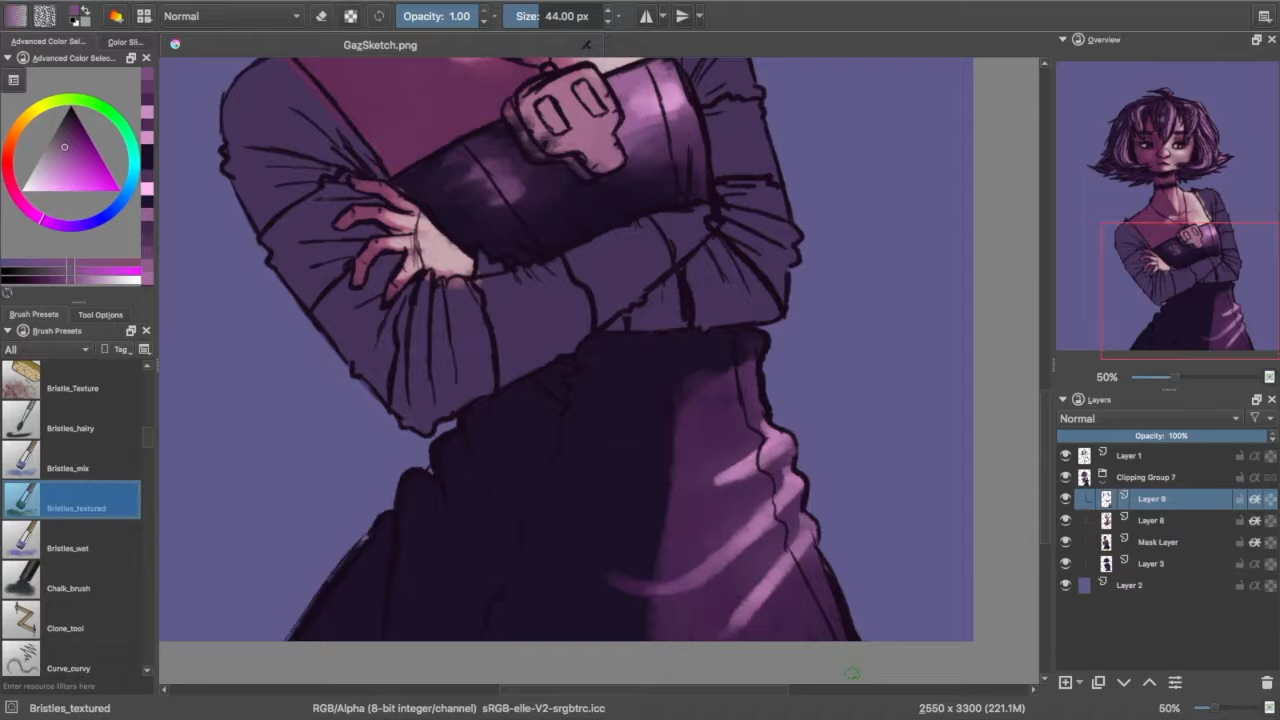 Normal
Opacity: 1.00
Size: 44.00 px
Advanced Color Sel...
Color Sli...
Advanced Color Selec...
GazSketch.png
Overview
50%
Brush Presets
Tool Options
Brush Presets
All
Tag
Bristle_Texture
Bristles_hairy
Bristles_mix
Bristles_textured
Bristles_wet
Chalk_brush
Clone_tool
Curve_curvy
Enter resource filters here
Layers
Normal
Opacity: 100%
Layer 1
Clipping Group 7
Layer 9
Layer 8
Mask Layer
Layer 3
Layer 2
Bristles_textured
RGB/Alpha (8-bit integer/channel) sRGB-elle-V2-srgbtrc.icc
2550 x 3300 (221.1M)
50%